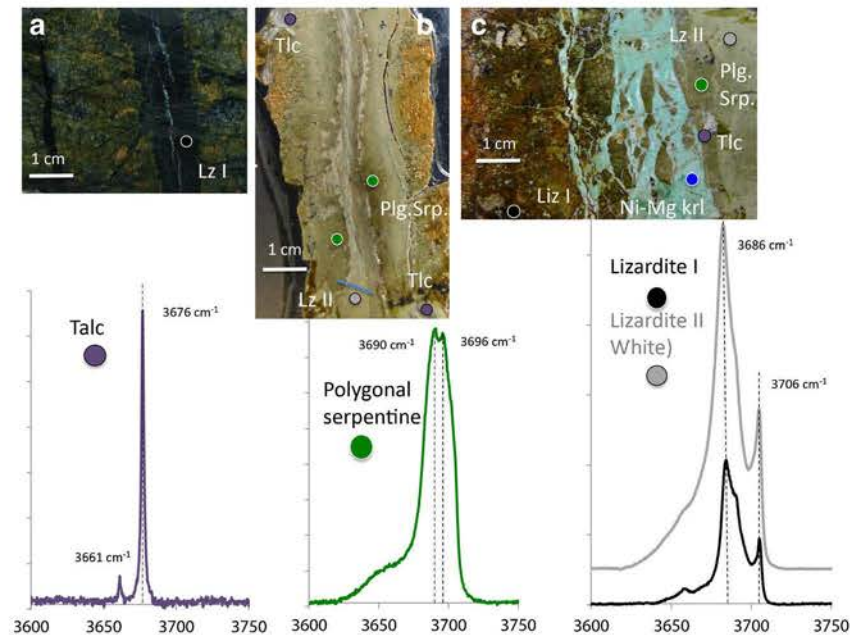 a
1 cm
Lz I
b
Tlc
Plg.Srp.
1 cm
Lz II
Tlc
c
Lz II
Plg.
Srp.
Tlc
1 cm
Liz I
Ni-Mg krl
3676 cm-1
Talc
3661 cm-1
3600 3650 3700 3750
3690 cm-1 3696 cm-1
Polygonal
serpentine
3600 3650 3700 3750
3686 cm-1
Lizardite I
Lizardite II
White)
3706 cm-1
3600 3650 3700 3750